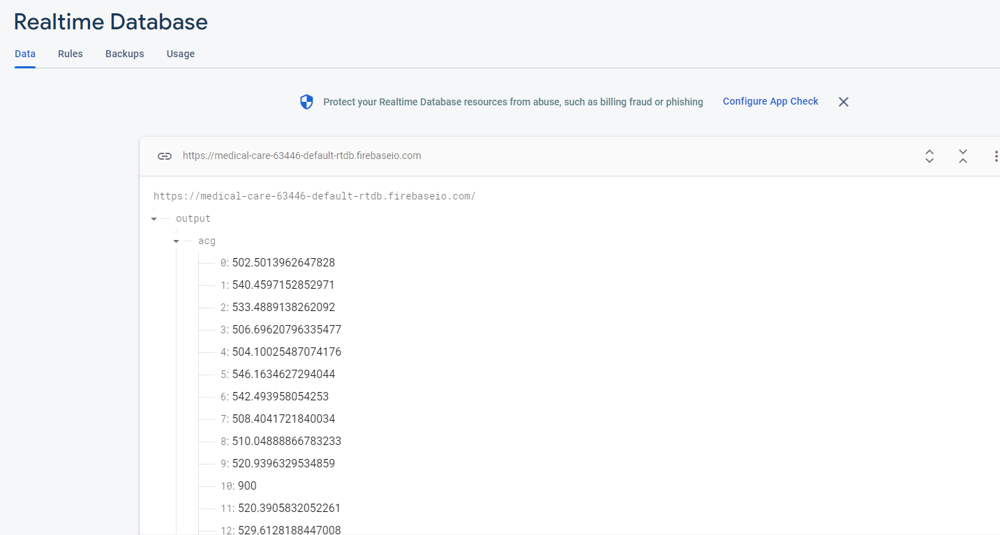 Realtime Database
Data Rules Backups Usage
Protect your Realtime Database resources from abuse, such as billing fraud or phishing Configure App Check
https://medical-care-63446-default-rtdb.firebaseio.com
https://medical-care-63446-default-rtdb.firebaseio.com/
output
acg
0: 502.5013962647828
1: 540.4597152852971
2: 533.4889138262092
3: 506.69620796335477
4: 504.10025487074176
5: 546.1634627294044
6: 542.493958054253
7: 508.4041721840034
8: 510.04888866783233
9: 520.9396329534859
10: 900
11: 520.3905832052261
12: 529.6128188447008